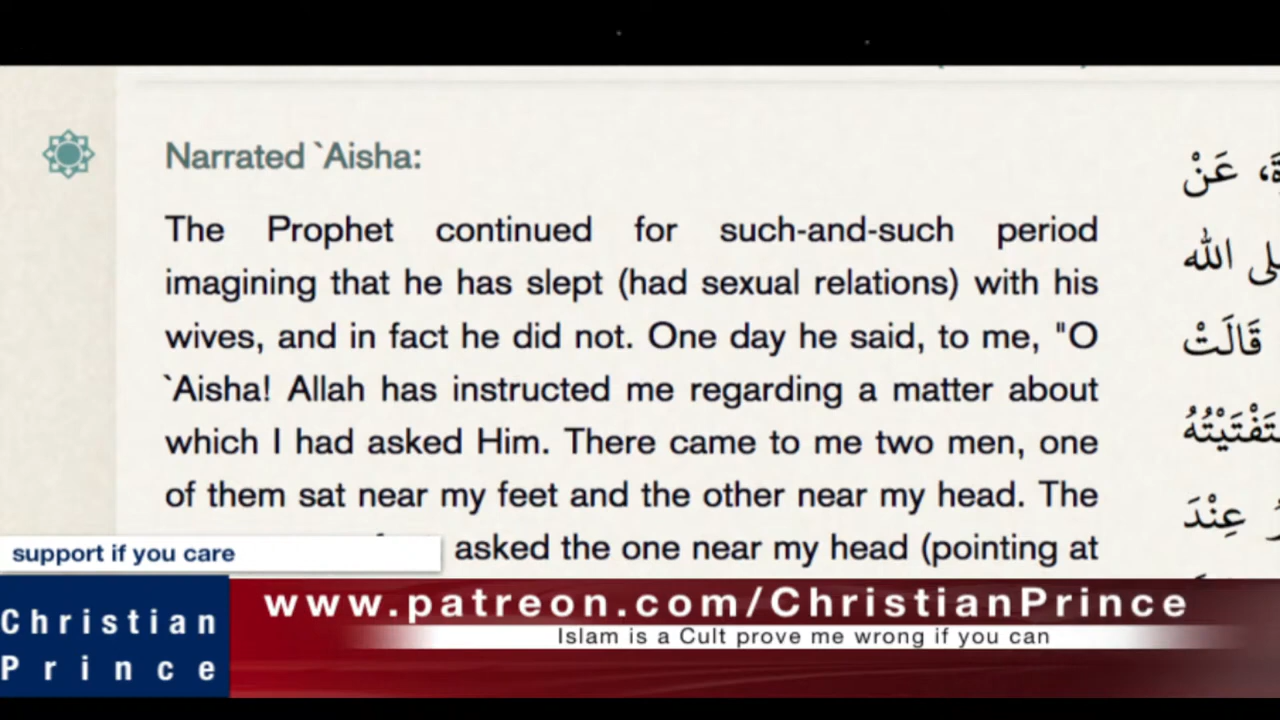 Narrated `Aisha:
The Prophet continued for such-and-such period
imagining that he has slept (had sexual relations) with his
wives, and in fact he did not. One day he said, to me, "O
`Aisha! Allah has instructed me regarding a matter about
which I had asked Him. There came to me two men, one
of them sat near my feet and the other near my head. The
asked the one near my head (pointing at
عَنْ
الله
قَالَتْ
عِنْدَ
support if you care
Christian
Prince
www.patreon.com/ChristianPrince
Islam is a Cult prove me wrong if you can